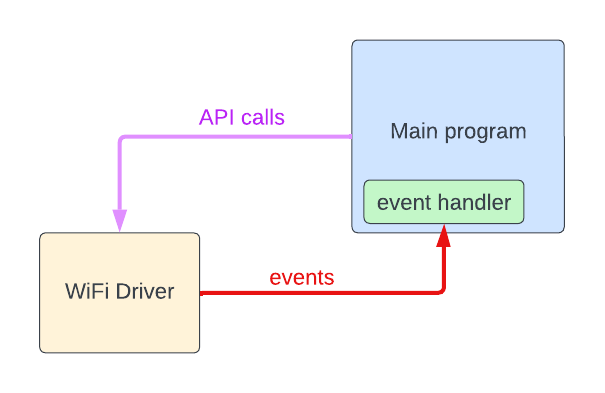 API calls
Main program
event handler
WiFi Driver
events